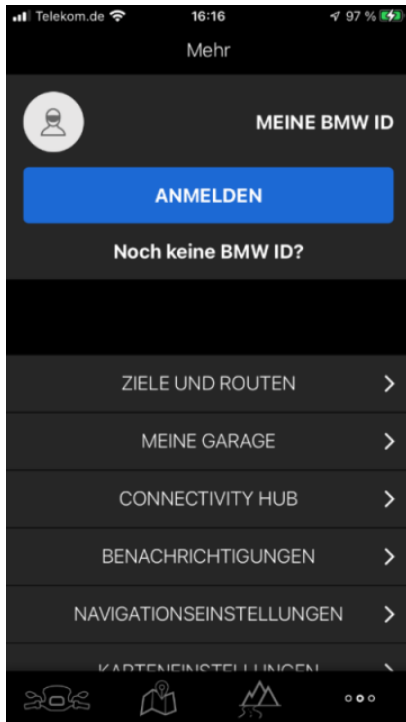 Telekom.de 16:16 97 %
Mehr
MEINE BMW ID
ANMELDEN
Noch keine BMW ID?
ZIELE UND ROUTEN
MEINE GARAGE
CONNECTIVITY HUB
BENACHRICHTIGUNGEN
NAVIGATIONSEINSTELLUNGEN
KARTENEINSTELLUNGEN